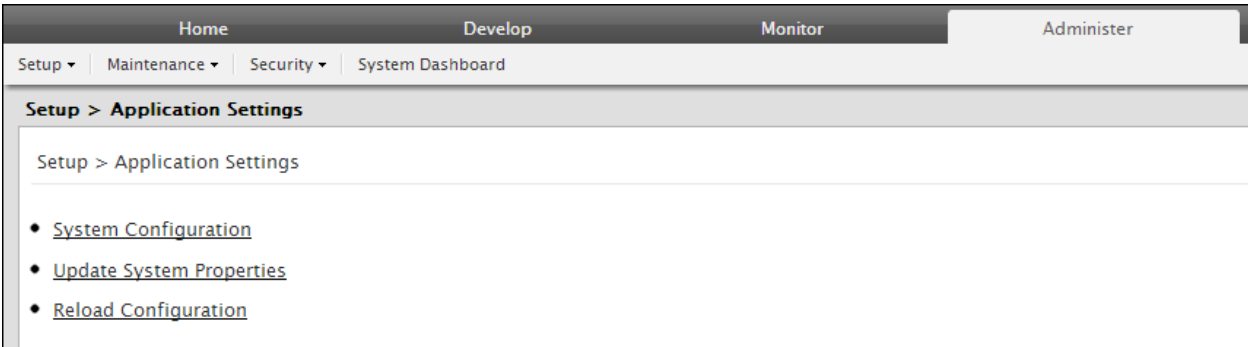 Home Develop Monitor Administer
Setup Maintenance Security System Dashboard
Setup > Application Settings
Setup > Application Settings
System Configuration
Update System Properties
Reload Configuration